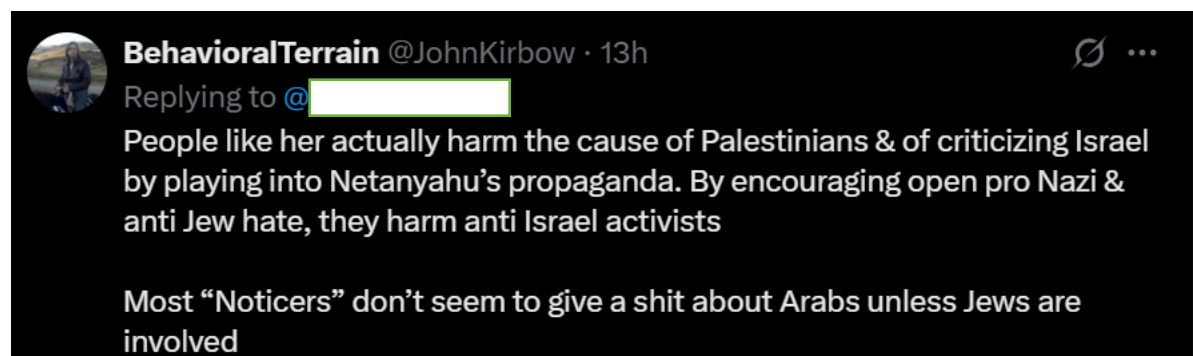 BehavioralTerrain @JohnKirbow · 13h
Replying to @
People like her actually harm the cause of Palestinians & of criticizing Israel
by playing into Netanyahu’s propaganda. By encouraging open pro Nazi &
anti Jew hate, they harm anti Israel activists
Most “Noticers” don’t seem to give a shit about Arabs unless Jews are
involved